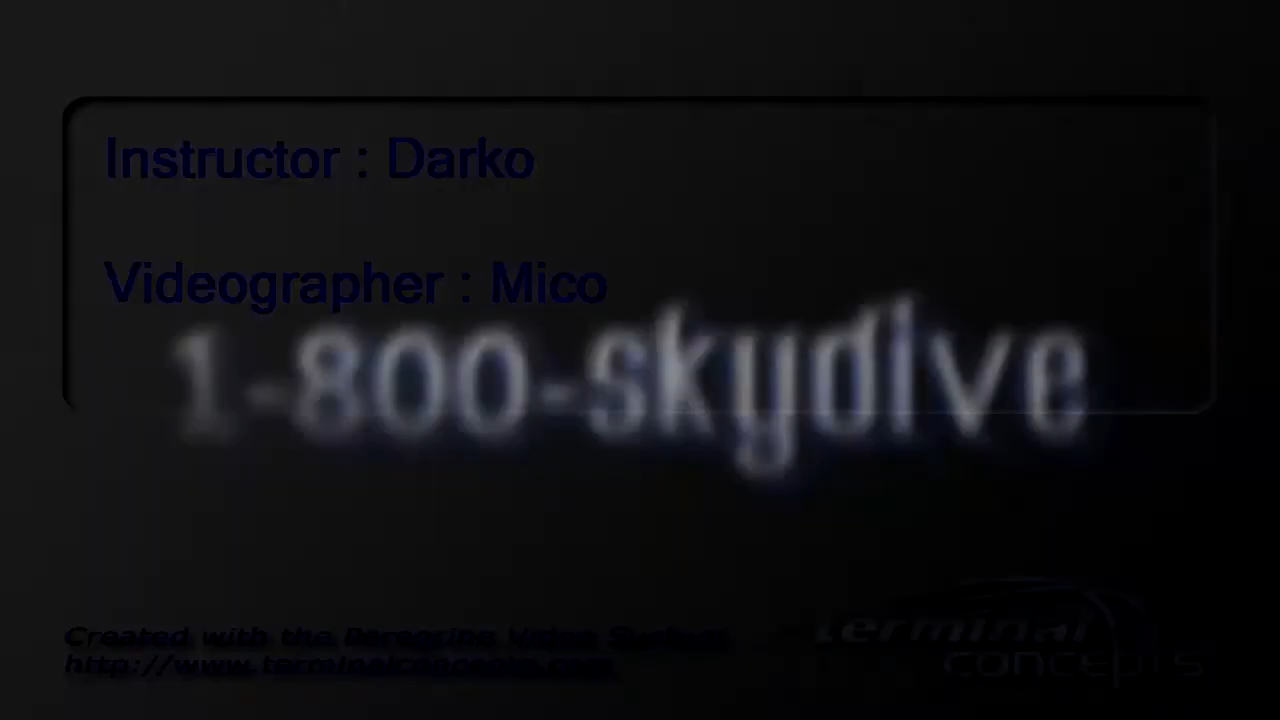 Instructor : Darko
Videographer : Mico
1-800-skydive
Created with the Peregrine Video System
http://www.terminalconcepts.com
terminal
concepts